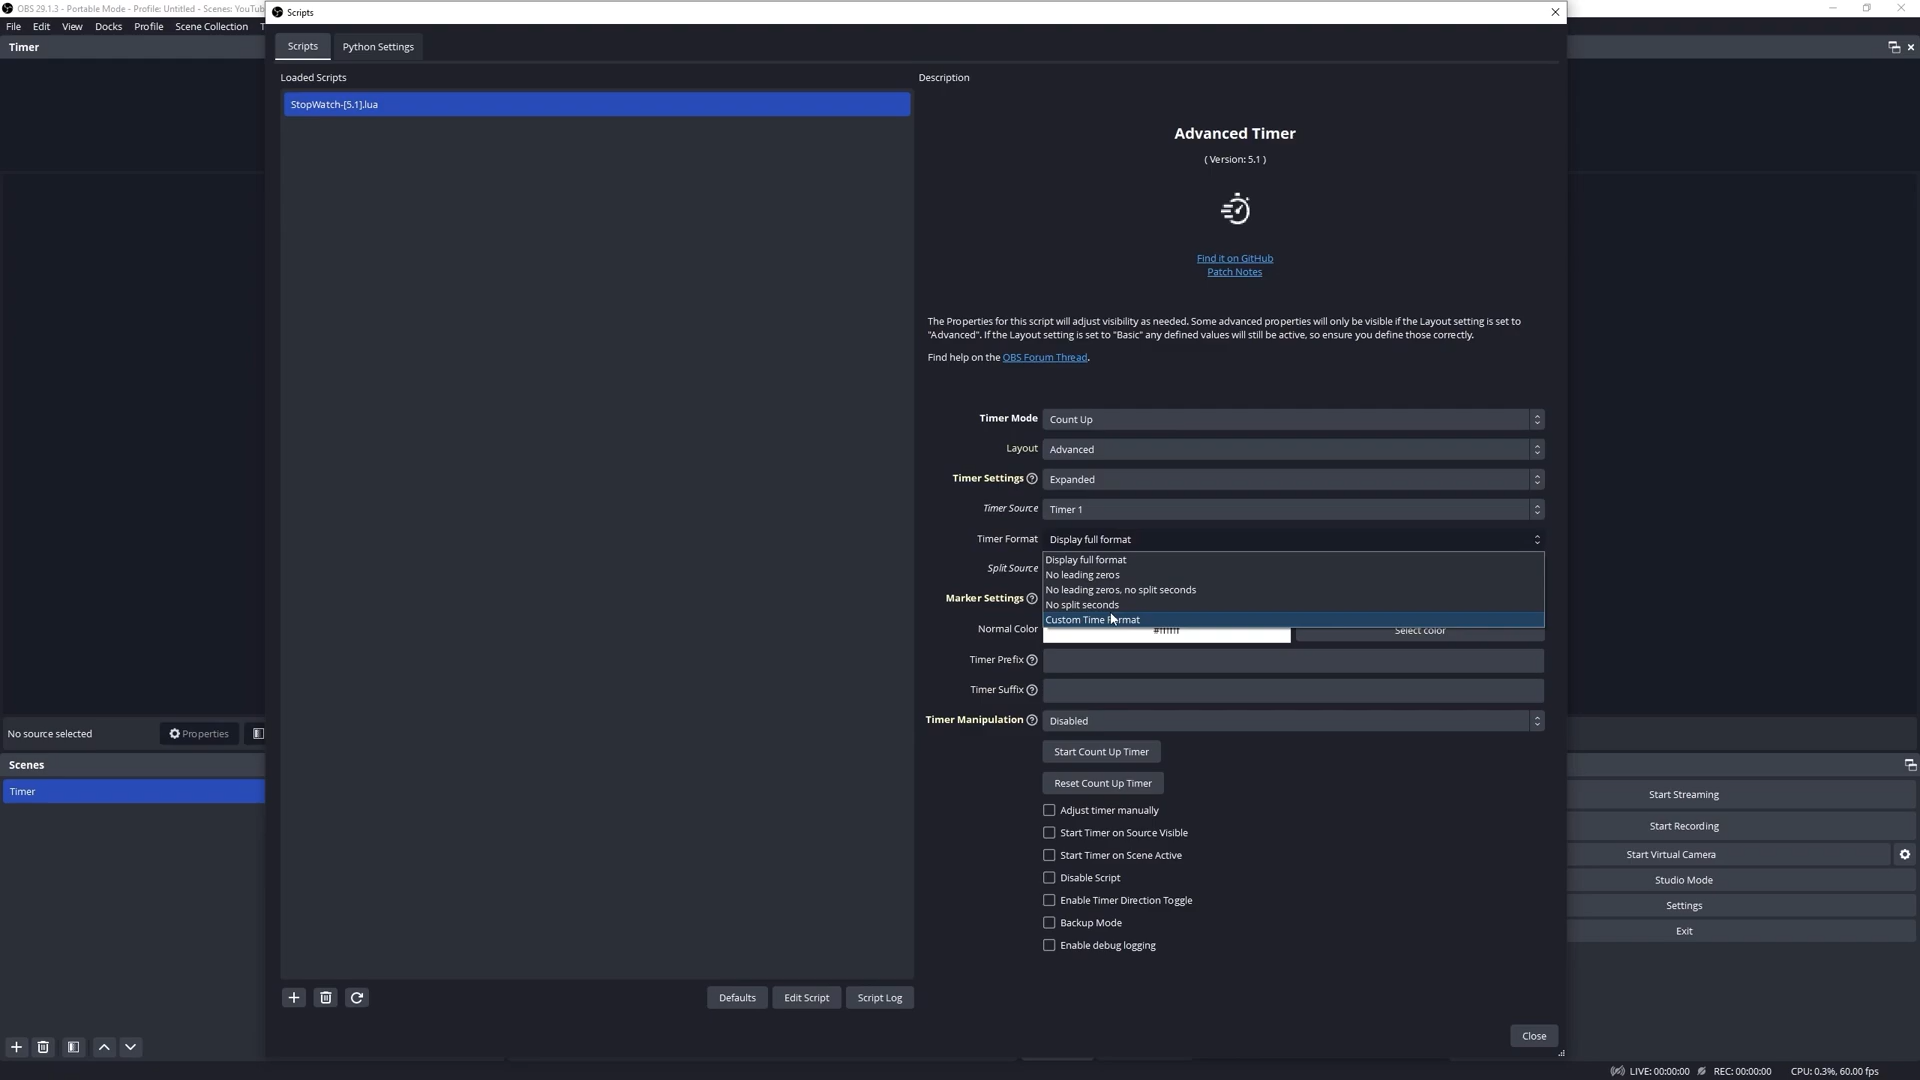 OBS 29.1.3 - Portable Mode - Profile: Untitled - Scenes: YouTub
Scripts
File Edit View Docks Profile Scene Collection T
Timer
Scripts Python Settings
Loaded Scripts
StopWatch-[5.1].lua
Description
Advanced Timer
( Version: 5.1 )
Find it on GitHub
Patch Notes
The Properties for this script will adjust visibility as needed. Some advanced properties will only be visible if the Layout setting is set to
"Advanced". If the Layout setting is set to "Basic" any defined values will still be active, so ensure you define those correctly.
Find help on the OBS Forum Thread.
Timer Mode Count Up
Layout Advanced
Timer Settings Expanded
Timer Source Timer 1
Timer Format Display full format
Display full format
No leading zeros
No leading zeros, no split seconds
No split seconds
Custom Time Format
Split Source
Marker Settings
Normal Color #ffffff Select color
Timer Prefix
Timer Suffix
Timer Manipulation Disabled
Start Count Up Timer
Reset Count Up Timer
Adjust timer manually
Start Timer on Source Visible
Start Timer on Scene Active
Disable Script
Enable Timer Direction Toggle
Backup Mode
Enable debug logging
Defaults Edit Script Script Log
Close
No source selected Properties
Scenes
Timer
Start Streaming
Start Recording
Start Virtual Camera
Studio Mode
Settings
Exit
LIVE: 00:00:00 REC: 00:00:00 CPU: 0.3%, 60.00 fps